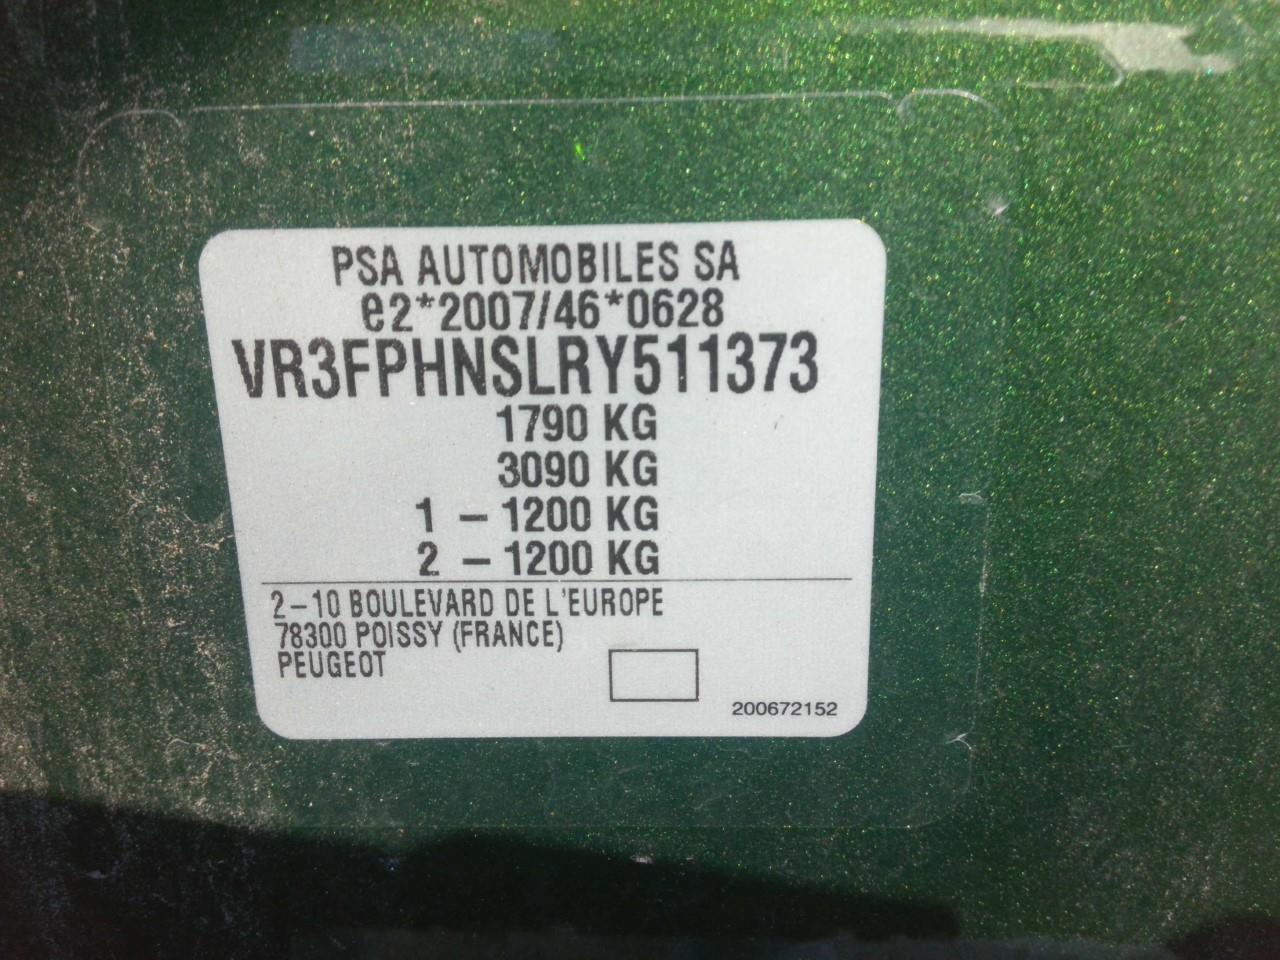 PSA AUTOMOBILES SA
e2*2007/46*0628
VR3FPHNSLRY511373
1790 KG
3090 KG
1 – 1200 KG
2 – 1200 KG
2–10 BOULEVARD DE L'EUROPE
78300 POISSY (FRANCE)
PEUGEOT
200672152